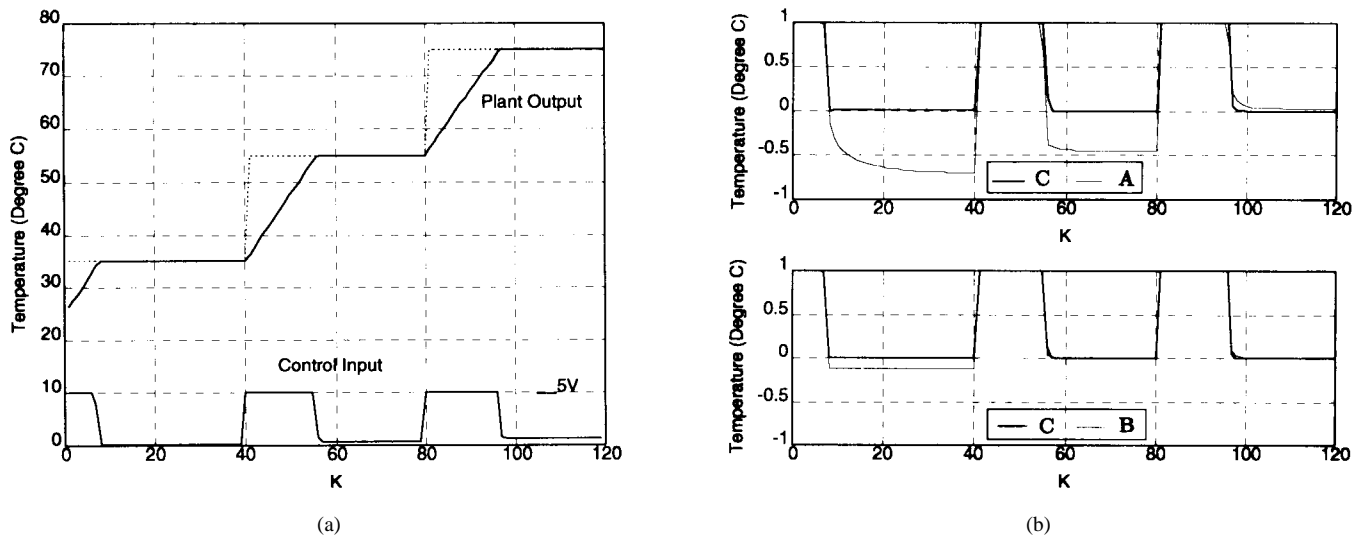 80
70
60
50
40
30
20
10
0
Temperature (Degree C)
Plant Output
Control Input
5V
0 20 40 60 80 100 120
K
(a)
1
0.5
0
-0.5
-1
Temperature (Degree C)
C A
0 20 40 60 80 100 120
K
1
0.5
0
-0.5
-1
Temperature (Degree C)
C B
0 20 40 60 80 100 120
K
(b)